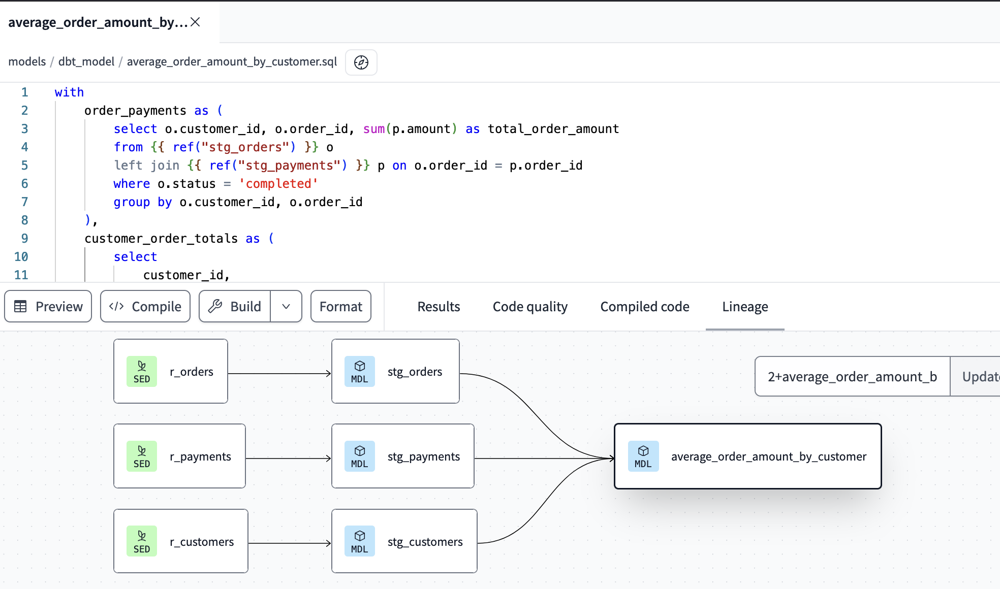 average_order_amount_by...
models / dbt_model / average_order_amount_by_customer.sql
1 with
2 order_payments as (
3 select o.customer_id, o.order_id, sum(p.amount) as total_order_amount
4 from {{ ref("stg_orders") }} o
5 left join {{ ref("stg_payments") }} p on o.order_id = p.order_id
6 where o.status = 'completed'
7 group by o.customer_id, o.order_id
8 ),
9 customer_order_totals as (
10 select
11 customer_id,
Preview </> Compile Build Format Results Code quality Compiled code Lineage
SED r_orders
MDL stg_orders
2+average_order_amount_b Updat
SED r_payments
MDL stg_payments
MDL average_order_amount_by_customer
SED r_customers
MDL stg_customers